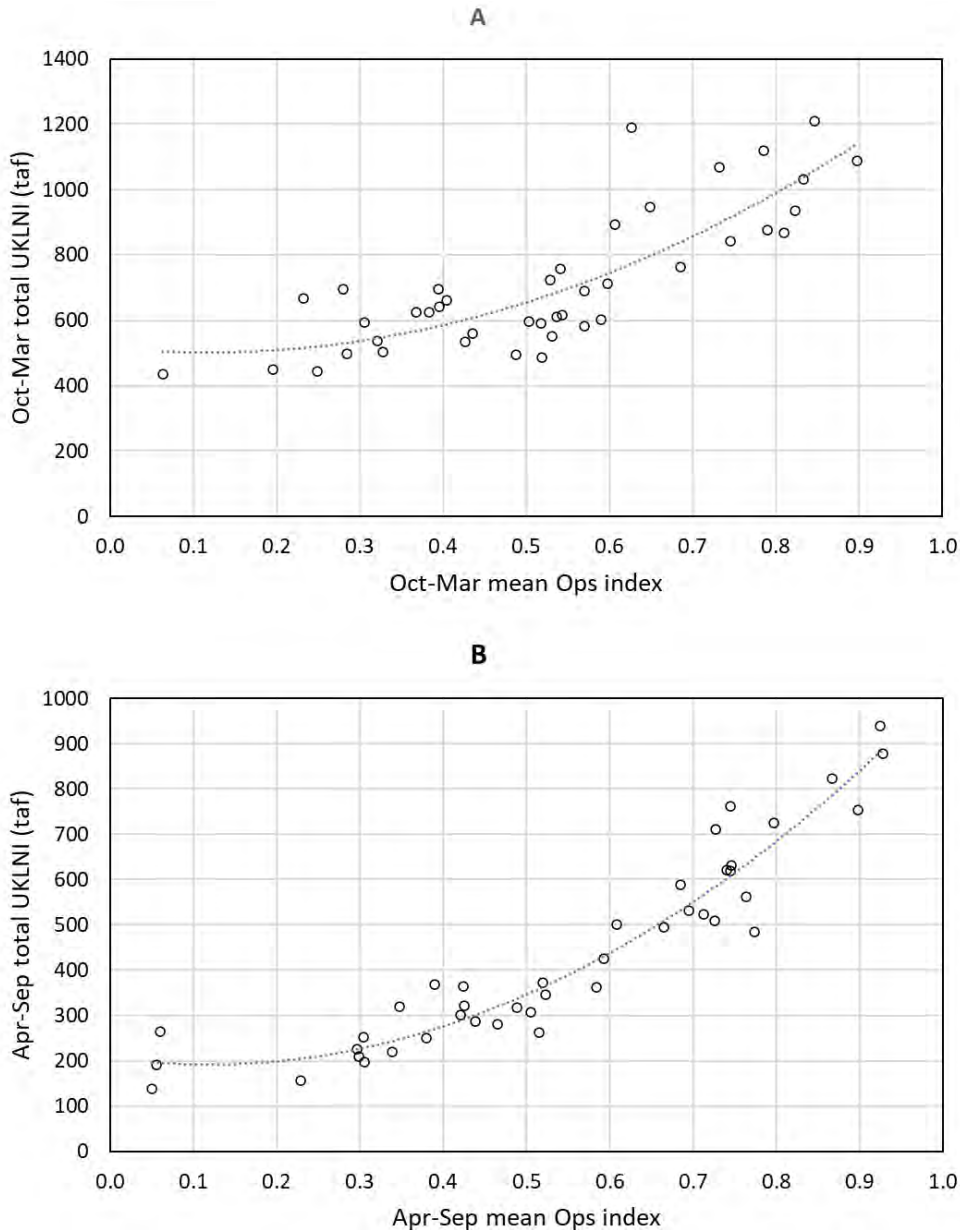 A
1400
1200
1000
800
600
400
200
0
Oct-Mar total UKLNI (taf)
0.0 0.1 0.2 0.3 0.4 0.5 0.6 0.7 0.8 0.9 1.0
Oct-Mar mean Ops index
B
1000
900
800
700
600
500
400
300
200
100
0
Apr-Sep total UKLNI (taf)
0.0 0.1 0.2 0.3 0.4 0.5 0.6 0.7 0.8 0.9 1.0
Apr-Sep mean Ops index